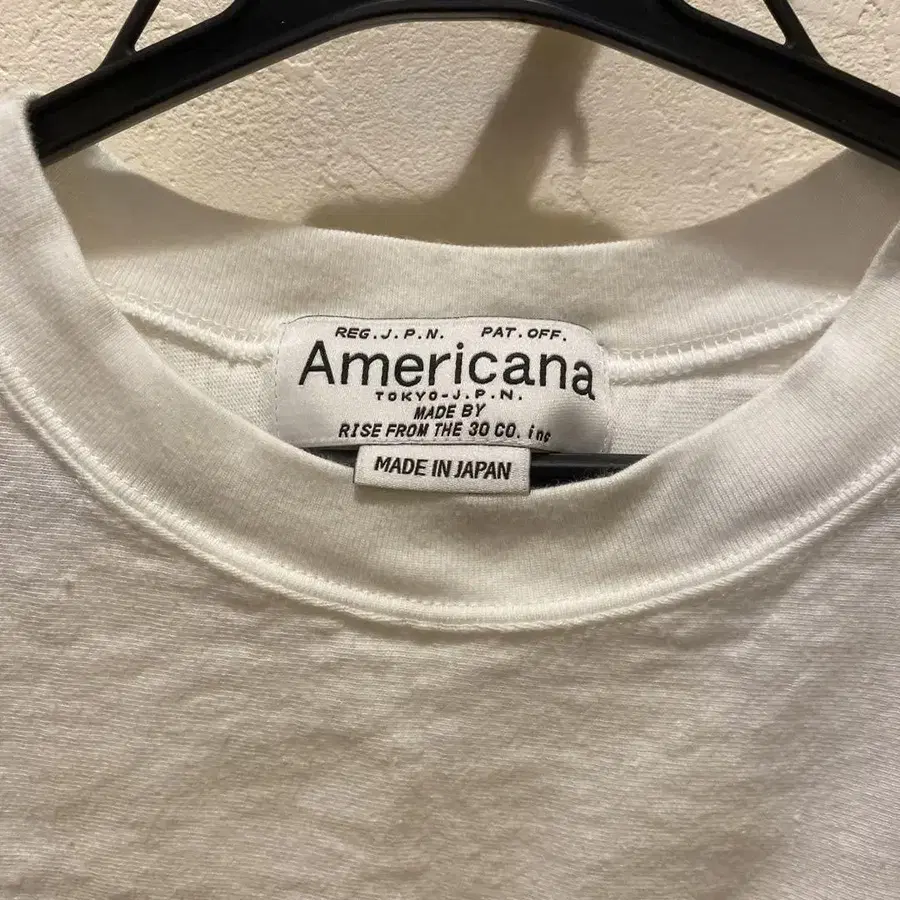 REG.J.P.N. PAT.OFF.
Americana
TOKYO-J.P.N.
MADE BY
RISE FROM THE 30 CO. inc
MADE IN JAPAN